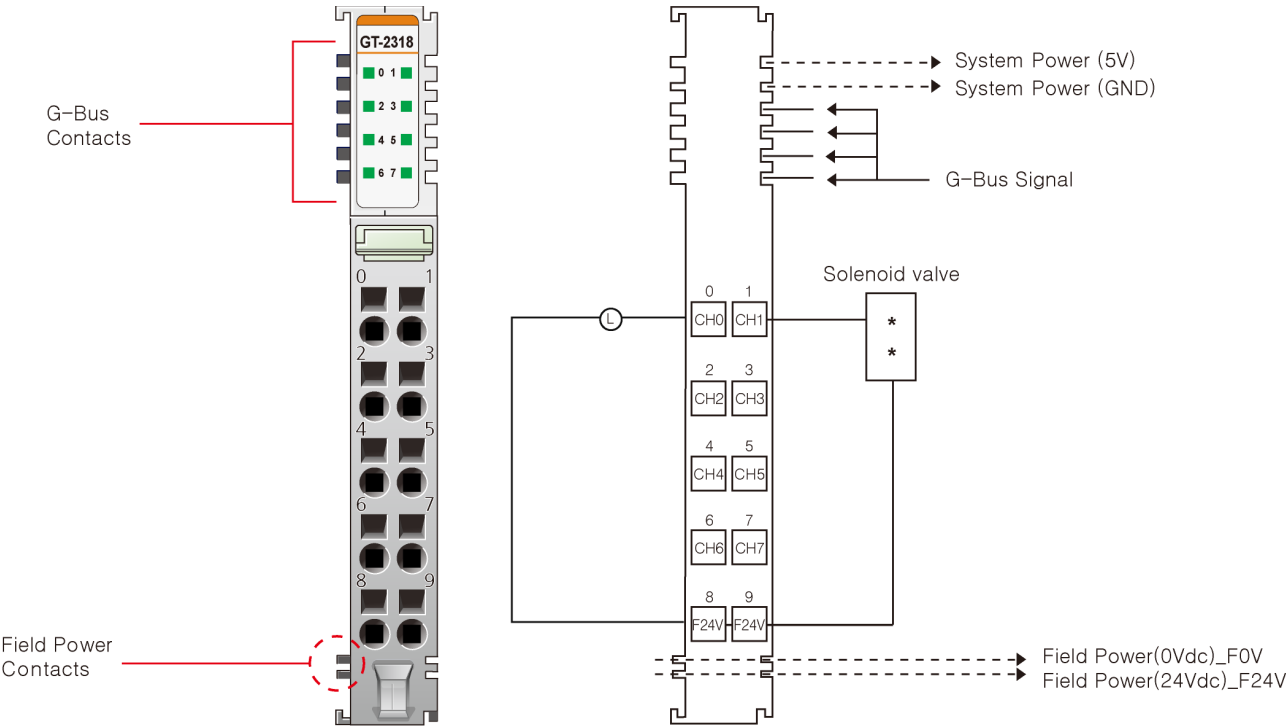 GT-2318
0 1
2 3
4 5
6 7
G-Bus
Contacts
0 1
2 3
4 5
6 7
8 9
Field Power
Contacts
System Power (5V)
System Power (GND)
G-Bus Signal
Solenoid valve
*
*
L
0 1
CH0 CH1
2 3
CH2 CH3
4 5
CH4 CH5
6 7
CH6 CH7
8 9
F24V F24V
Field Power(0Vdc)_F0V
Field Power(24Vdc)_F24V